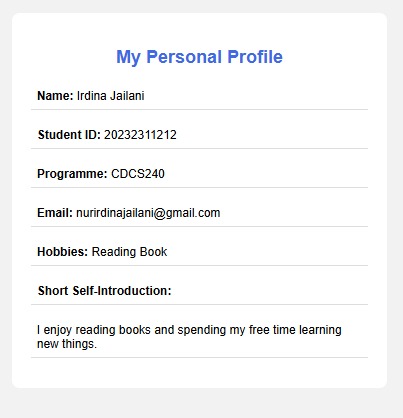 My Personal Profile
Name: Irdina Jailani
Student ID: 20232311212
Programme: CDCS240
Email: nurirdinajailani@gmail.com
Hobbies: Reading Book
Short Self-Introduction:
I enjoy reading books and spending my free time learning
new things.